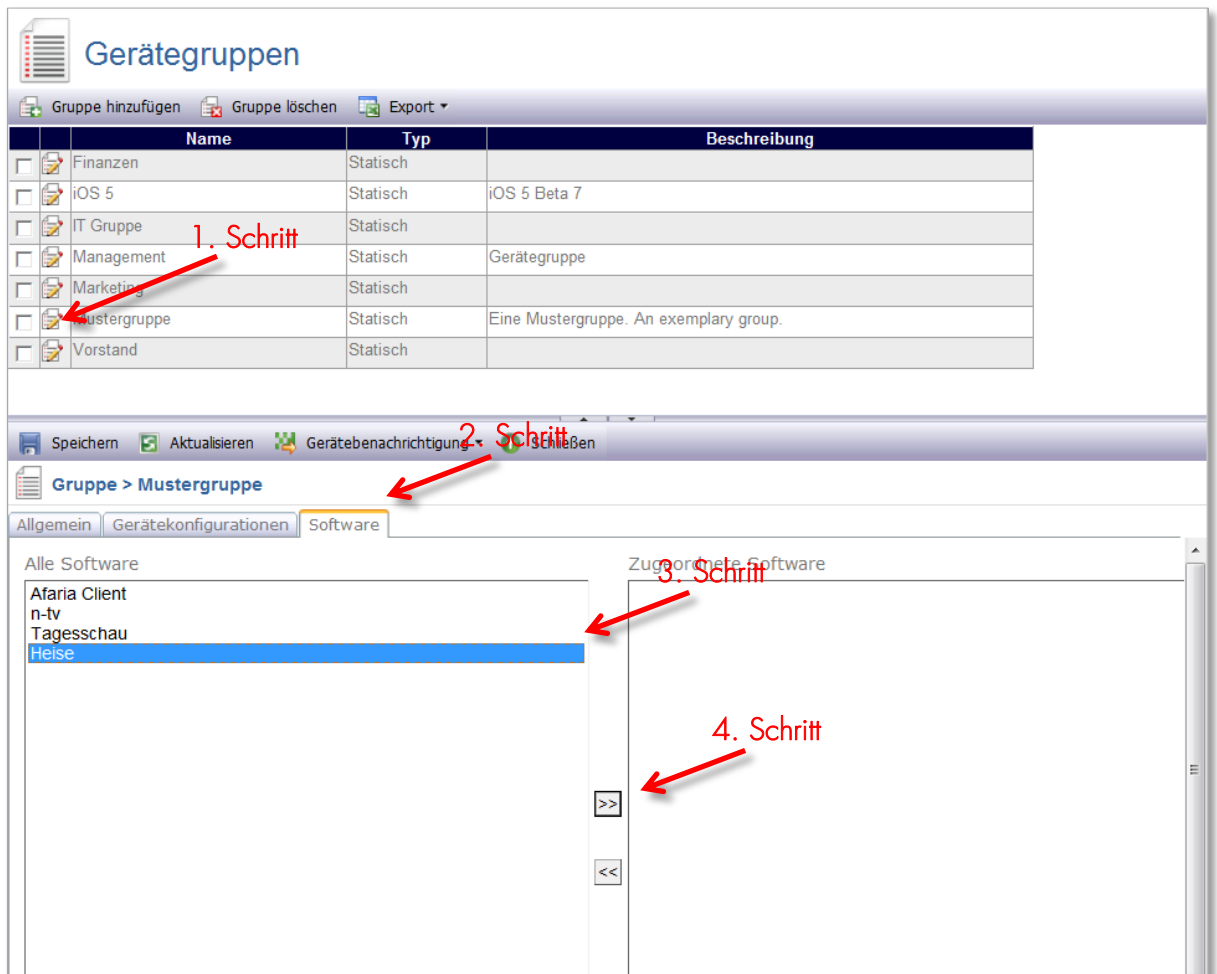 Gerätegruppen
Gruppe hinzufügen Gruppe löschen Export
Name Typ Beschreibung
Finanzen Statisch
iOS 5 Statisch iOS 5 Beta 7
IT Gruppe Statisch
1. Schritt
Management Statisch Gerätegruppe
Marketing Statisch
Mustergruppe Statisch Eine Mustergruppe. An exemplary group.
Vorstand Statisch
2. Schritt
Speichern Aktualisieren Gerätebenachrichtigung Schließen
Gruppe > Mustergruppe
Allgemein Gerätekonfigurationen Software
Alle Software Zugeordnete Software
3. Schritt
Afaria Client
n-tv
Tagesschau
Heise
4. Schritt
>>
<<